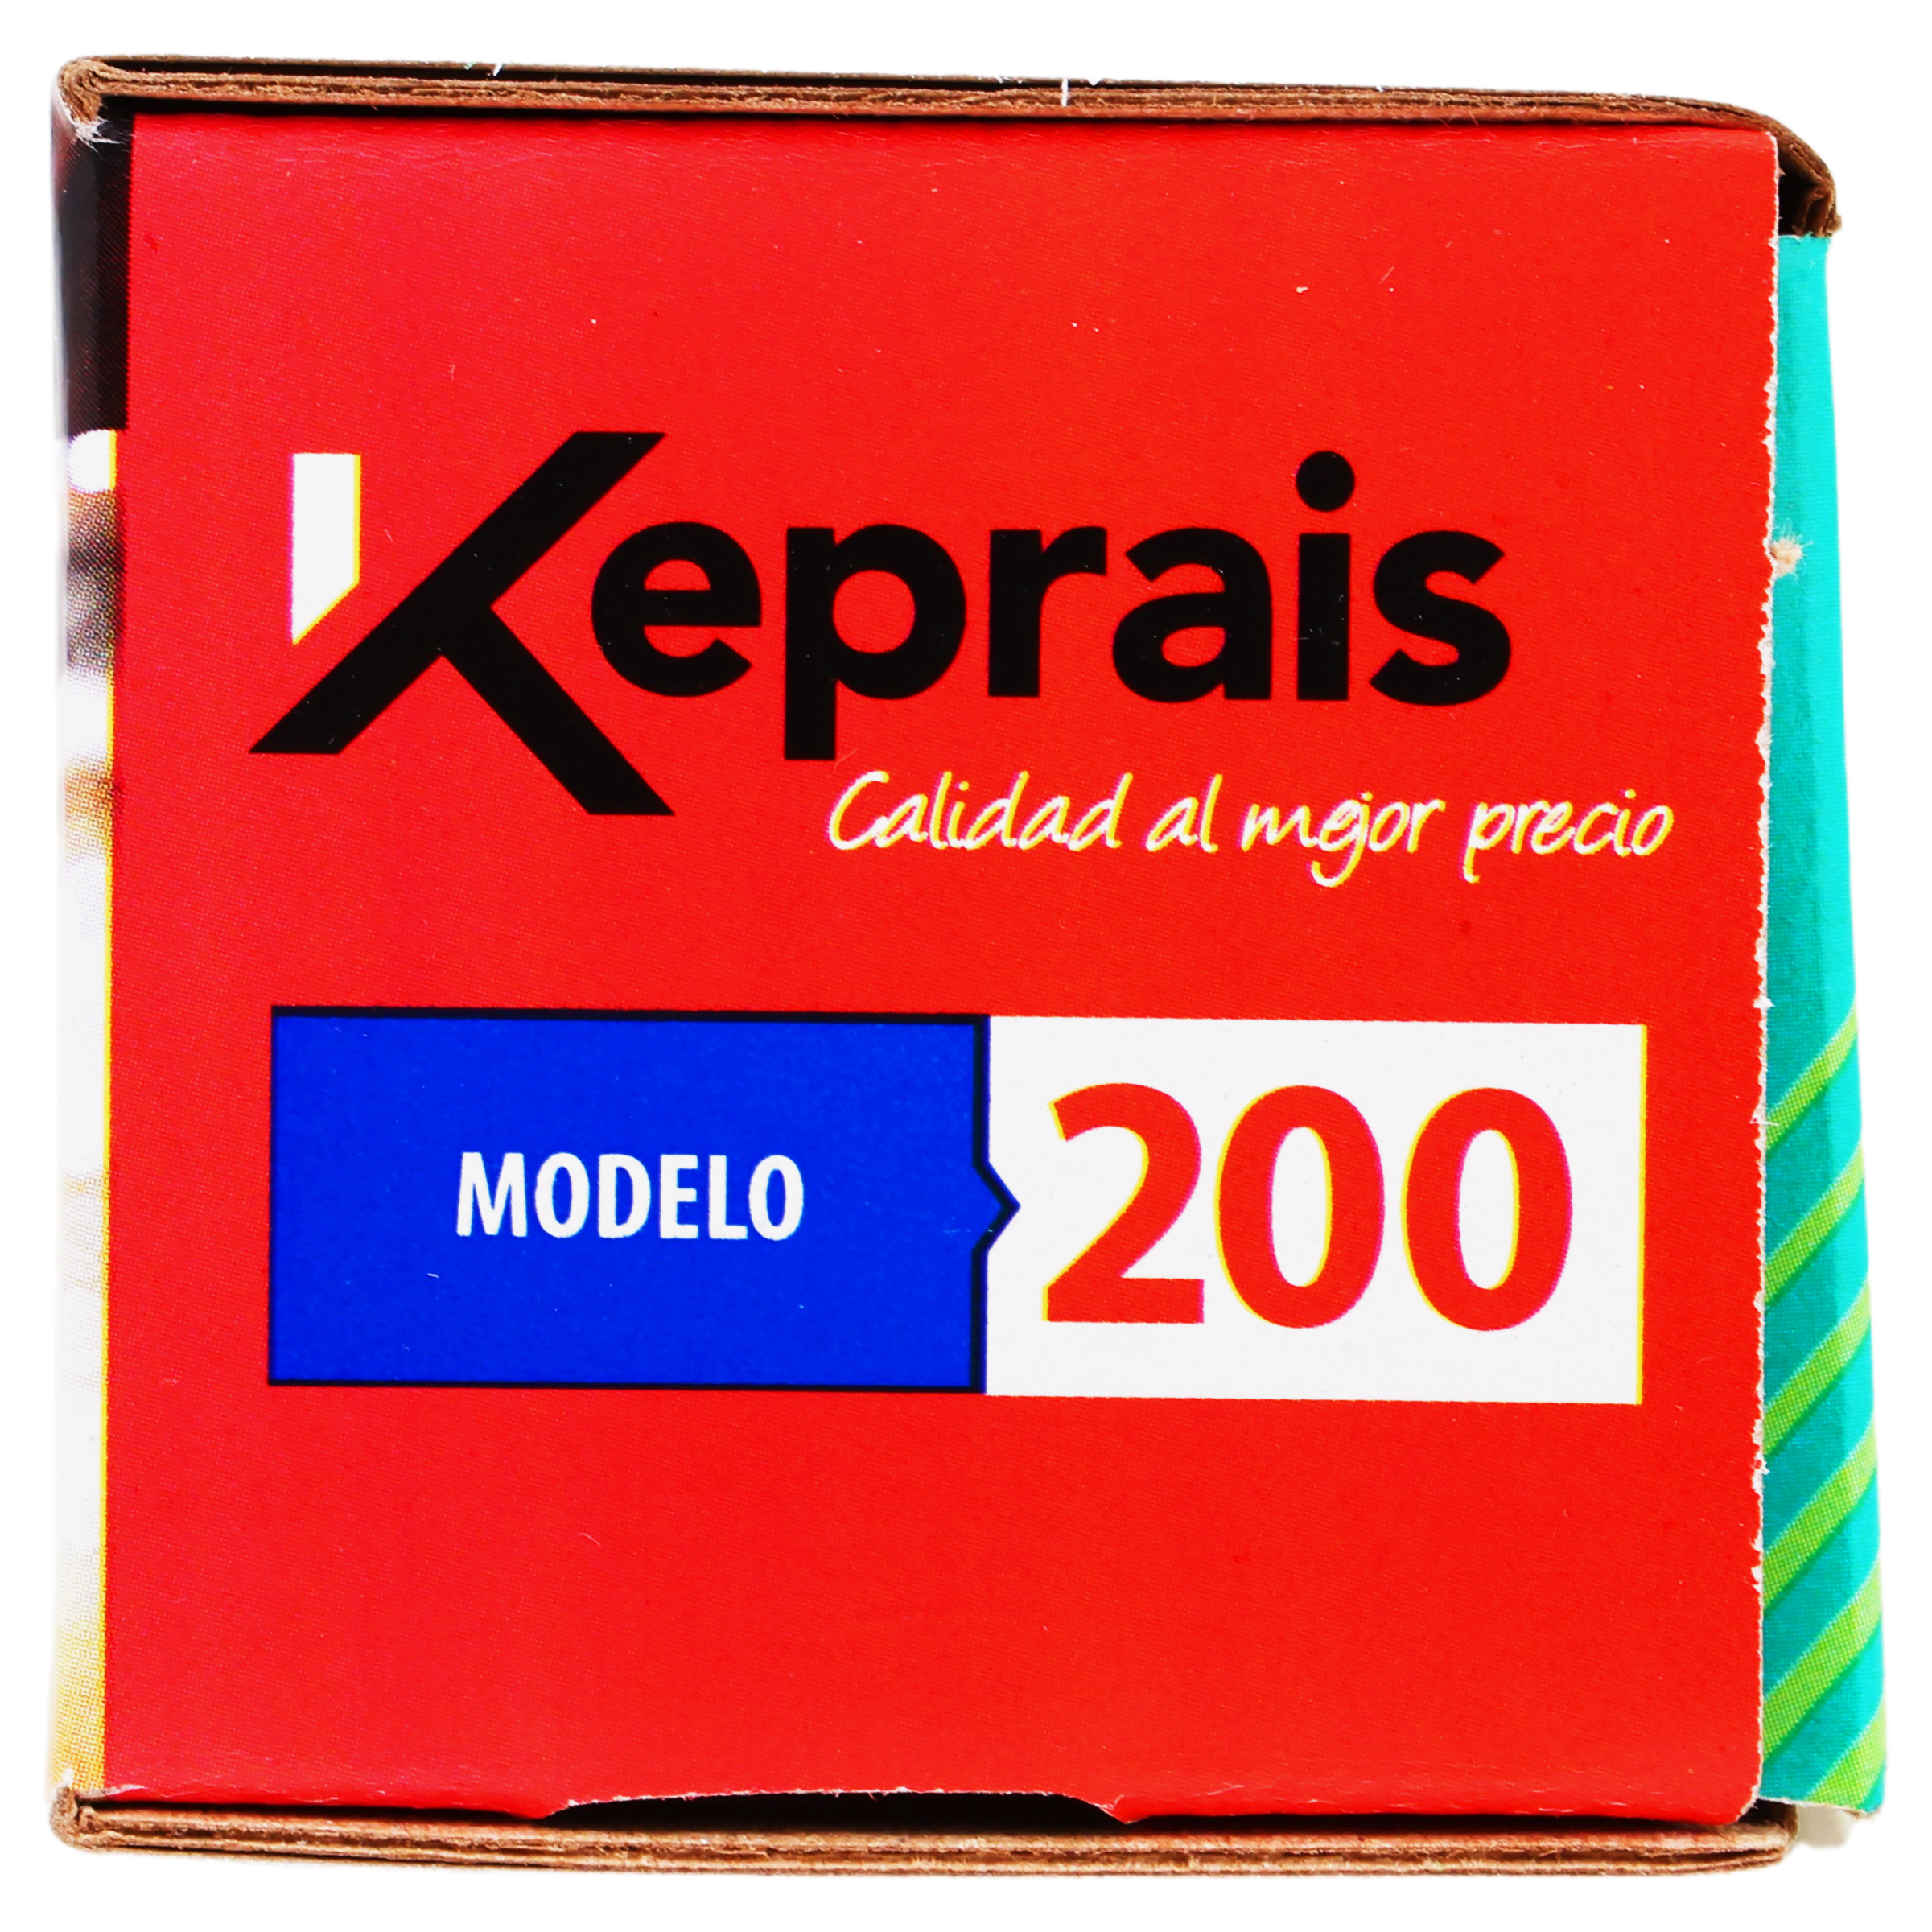 Keprais
Calidad al mejor precio
MODELO 200